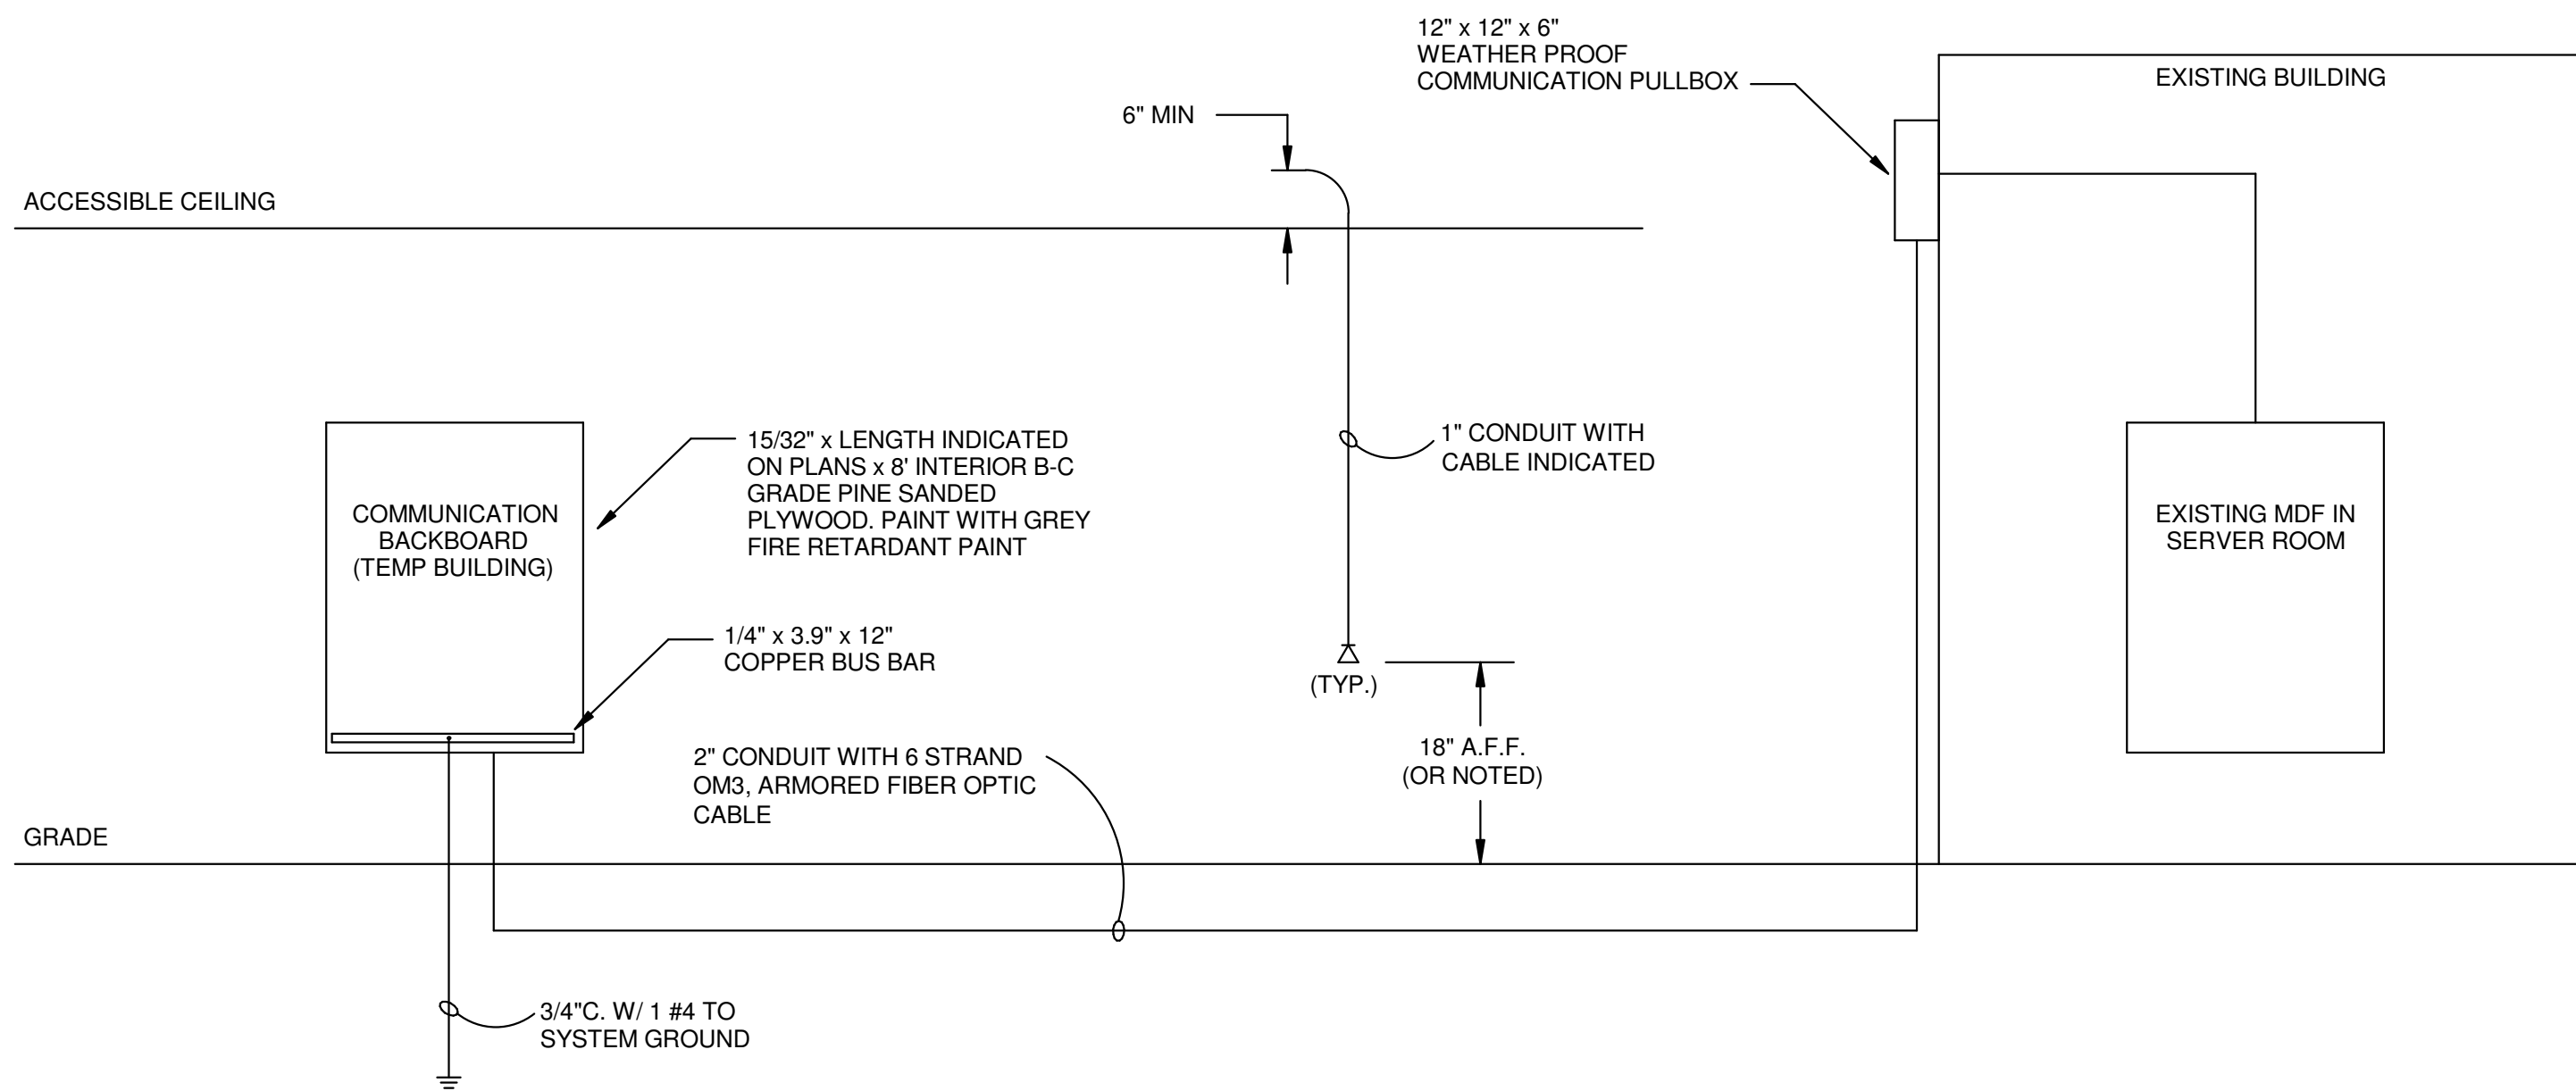 12" x 12" x 6"
WEATHER PROOF
COMMUNICATION PULLBOX
EXISTING BUILDING
6" MIN
ACCESSIBLE CEILING
15/32" x LENGTH INDICATED
ON PLANS x 8' INTERIOR B-C
GRADE PINE SANDED
PLYWOOD. PAINT WITH GREY
FIRE RETARDANT PAINT
1" CONDUIT WITH
CABLE INDICATED
COMMUNICATION
BACKBOARD
(TEMP BUILDING)
EXISTING MDF IN
SERVER ROOM
1/4" x 3.9" x 12"
COPPER BUS BAR
(TYP.)
2" CONDUIT WITH 6 STRAND
OM3, ARMORED FIBER OPTIC
CABLE
18" A.F.F.
(OR NOTED)
GRADE
3/4"C. W/ 1 #4 TO
SYSTEM GROUND